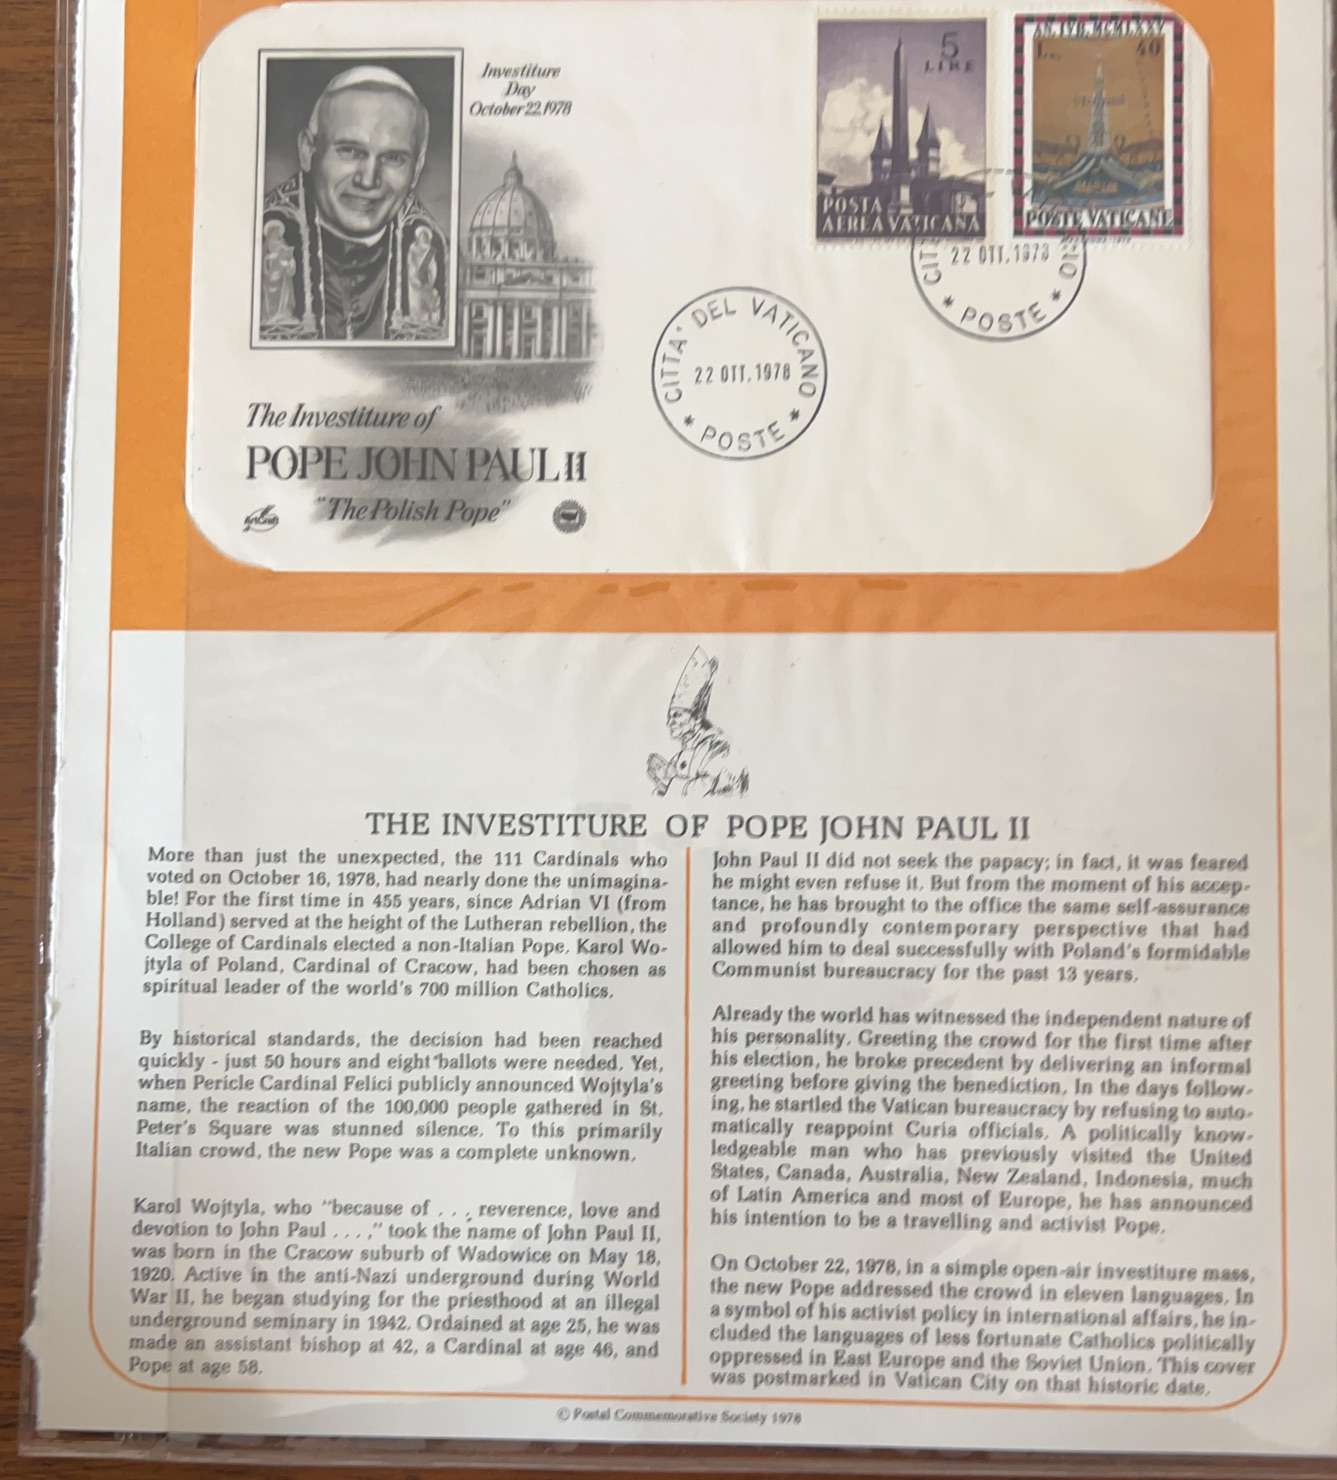 Investiture
Day
October 22, 1978
5
LIRE
POSTA
AEREA VATICANA
AN. IVB. MCMLXXV
L. 40
POSTE VATICANE
CITTA' DEL VATICANO
22 OTT. 1978
* POSTE *
22 OTT. 1978
* POSTE *
The Investiture of
POPE JOHN PAUL II
"The Polish Pope"
ArtCraft
THE INVESTITURE OF POPE JOHN PAUL II
More than just the unexpected, the 111 Cardinals who
voted on October 16, 1978, had nearly done the unimagina-
ble! For the first time in 455 years, since Adrian VI (from
Holland) served at the height of the Lutheran rebellion, the
College of Cardinals elected a non-Italian Pope. Karol Wo-
jtyla of Poland, Cardinal of Cracow, had been chosen as
spiritual leader of the world's 700 million Catholics.
By historical standards, the decision had been reached
quickly - just 50 hours and eight ballots were needed. Yet,
when Pericle Cardinal Felici publicly announced Wojtyla's
name, the reaction of the 100,000 people gathered in St.
Peter's Square was stunned silence. To this primarily
Italian crowd, the new Pope was a complete unknown.
Karol Wojtyla, who "because of . . . reverence, love and
devotion to John Paul . . . ," took the name of John Paul II,
was born in the Cracow suburb of Wadowice on May 18,
1920. Active in the anti-Nazi underground during World
War II, he began studying for the priesthood at an illegal
underground seminary in 1942. Ordained at age 25, he was
made an assistant bishop at 42, a Cardinal at age 46, and
Pope at age 58.
John Paul II did not seek the papacy; in fact, it was feared
he might even refuse it. But from the moment of his accep-
tance, he has brought to the office the same self-assurance
and profoundly contemporary perspective that had
allowed him to deal successfully with Poland's formidable
Communist bureaucracy for the past 13 years.
Already the world has witnessed the independent nature of
his personality. Greeting the crowd for the first time after
his election, he broke precedent by delivering an informal
greeting before giving the benediction. In the days follow-
ing, he startled the Vatican bureaucracy by refusing to auto-
matically reappoint Curia officials. A politically know-
ledgeable man who has previously visited the United
States, Canada, Australia, New Zealand, Indonesia, much
of Latin America and most of Europe, he has announced
his intention to be a travelling and activist Pope.
On October 22, 1978, in a simple open-air investiture mass,
the new Pope addressed the crowd in eleven languages. In
a symbol of his activist policy in international affairs, he in-
cluded the languages of less fortunate Catholics politically
oppressed in East Europe and the Soviet Union. This cover
was postmarked in Vatican City on that historic date.
© Postal Commemorative Society 1978